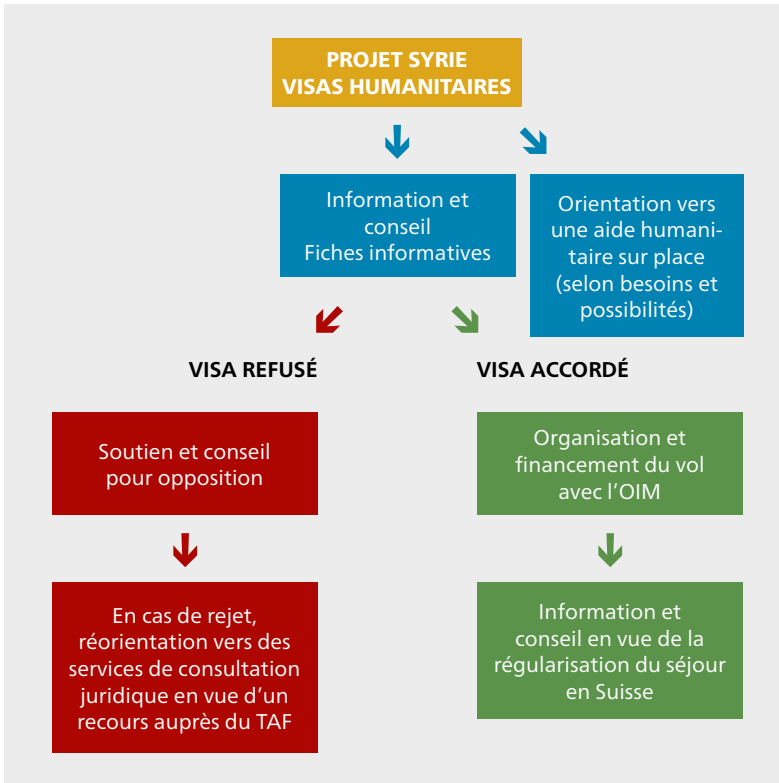 PROJET SYRIE
VISAS HUMANITAIRES
Information et
conseil
Fiches informatives
Orientation vers
une aide humani-
taire sur place
(selon besoins et
possibilités)
VISA REFUSÉ
VISA ACCORDÉ
Soutien et conseil
pour opposition
Organisation et
financement du vol
avec l’OIM
En cas de rejet,
réorientation vers des
services de consultation
juridique en vue d’un
recours auprès du TAF
Information et
conseil en vue de la
régularisation du séjour
en Suisse